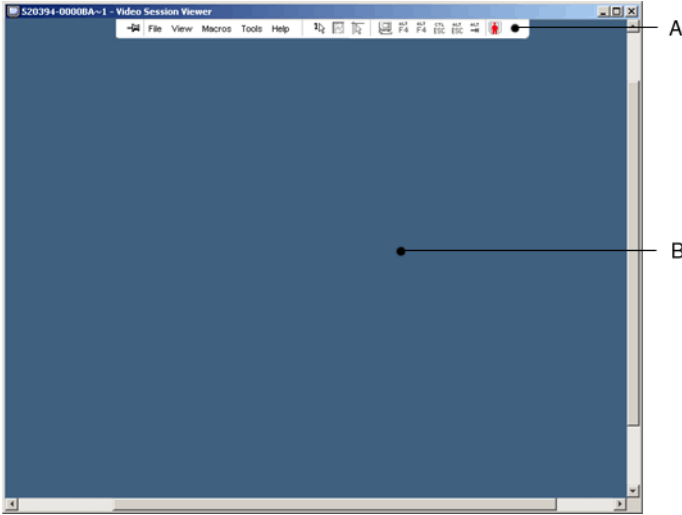 S20394-0000BA~1 - Video Session Viewer
File View Macros Tools Help ALT F4 ALT F4 CTL ESC ALT ESC ALT
A
B